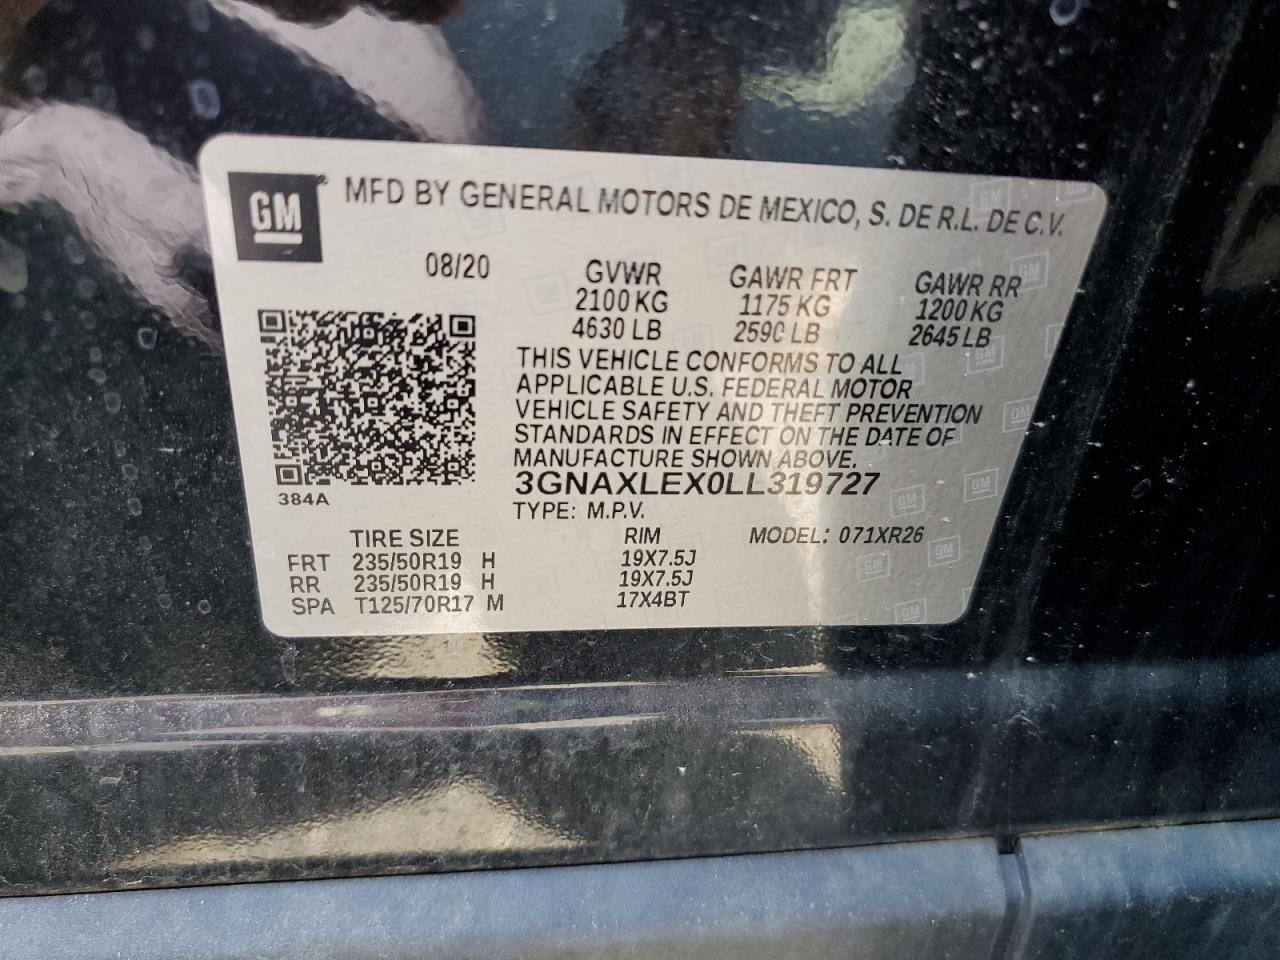 GM® MFD BY GENERAL MOTORS DE MEXICO, S. DE R.L. DE C.V.
08/20 GVWR GAWR FRT GAWR RR
2100 KG 1175 KG 1200 KG
4630 LB 2590 LB 2645 LB
THIS VEHICLE CONFORMS TO ALL
APPLICABLE U.S. FEDERAL MOTOR
VEHICLE SAFETY AND THEFT PREVENTION
STANDARDS IN EFFECT ON THE DATE OF
MANUFACTURE SHOWN ABOVE.
3GNAXLEX0LL319727
384A
TYPE: M.P.V.
TIRE SIZE RIM MODEL: 071XR26
FRT 235/50R19 H 19X7.5J
RR 235/50R19 H 19X7.5J
SPA T125/70R17 M 17X4BT